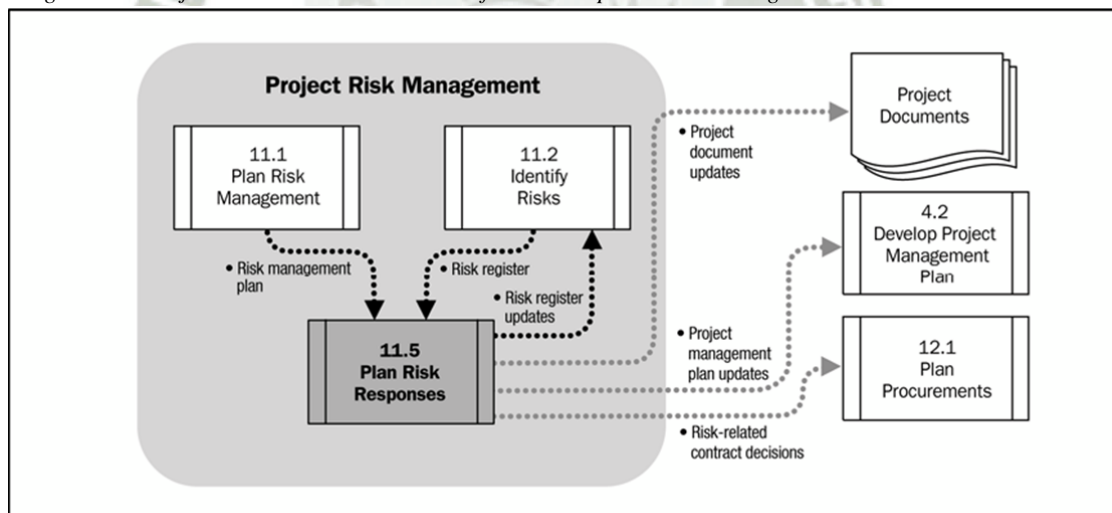 Project Risk Management
11.1
Plan Risk
Management
11.2
Identify
Risks
• Risk management
plan
• Risk register
• Risk register
updates
11.5
Plan Risk
Responses
• Project
document
updates
• Project
management
plan updates
• Risk-related
contract decisions
Project
Documents
4.2
Develop Project
Management
Plan
12.1
Plan
Procurements